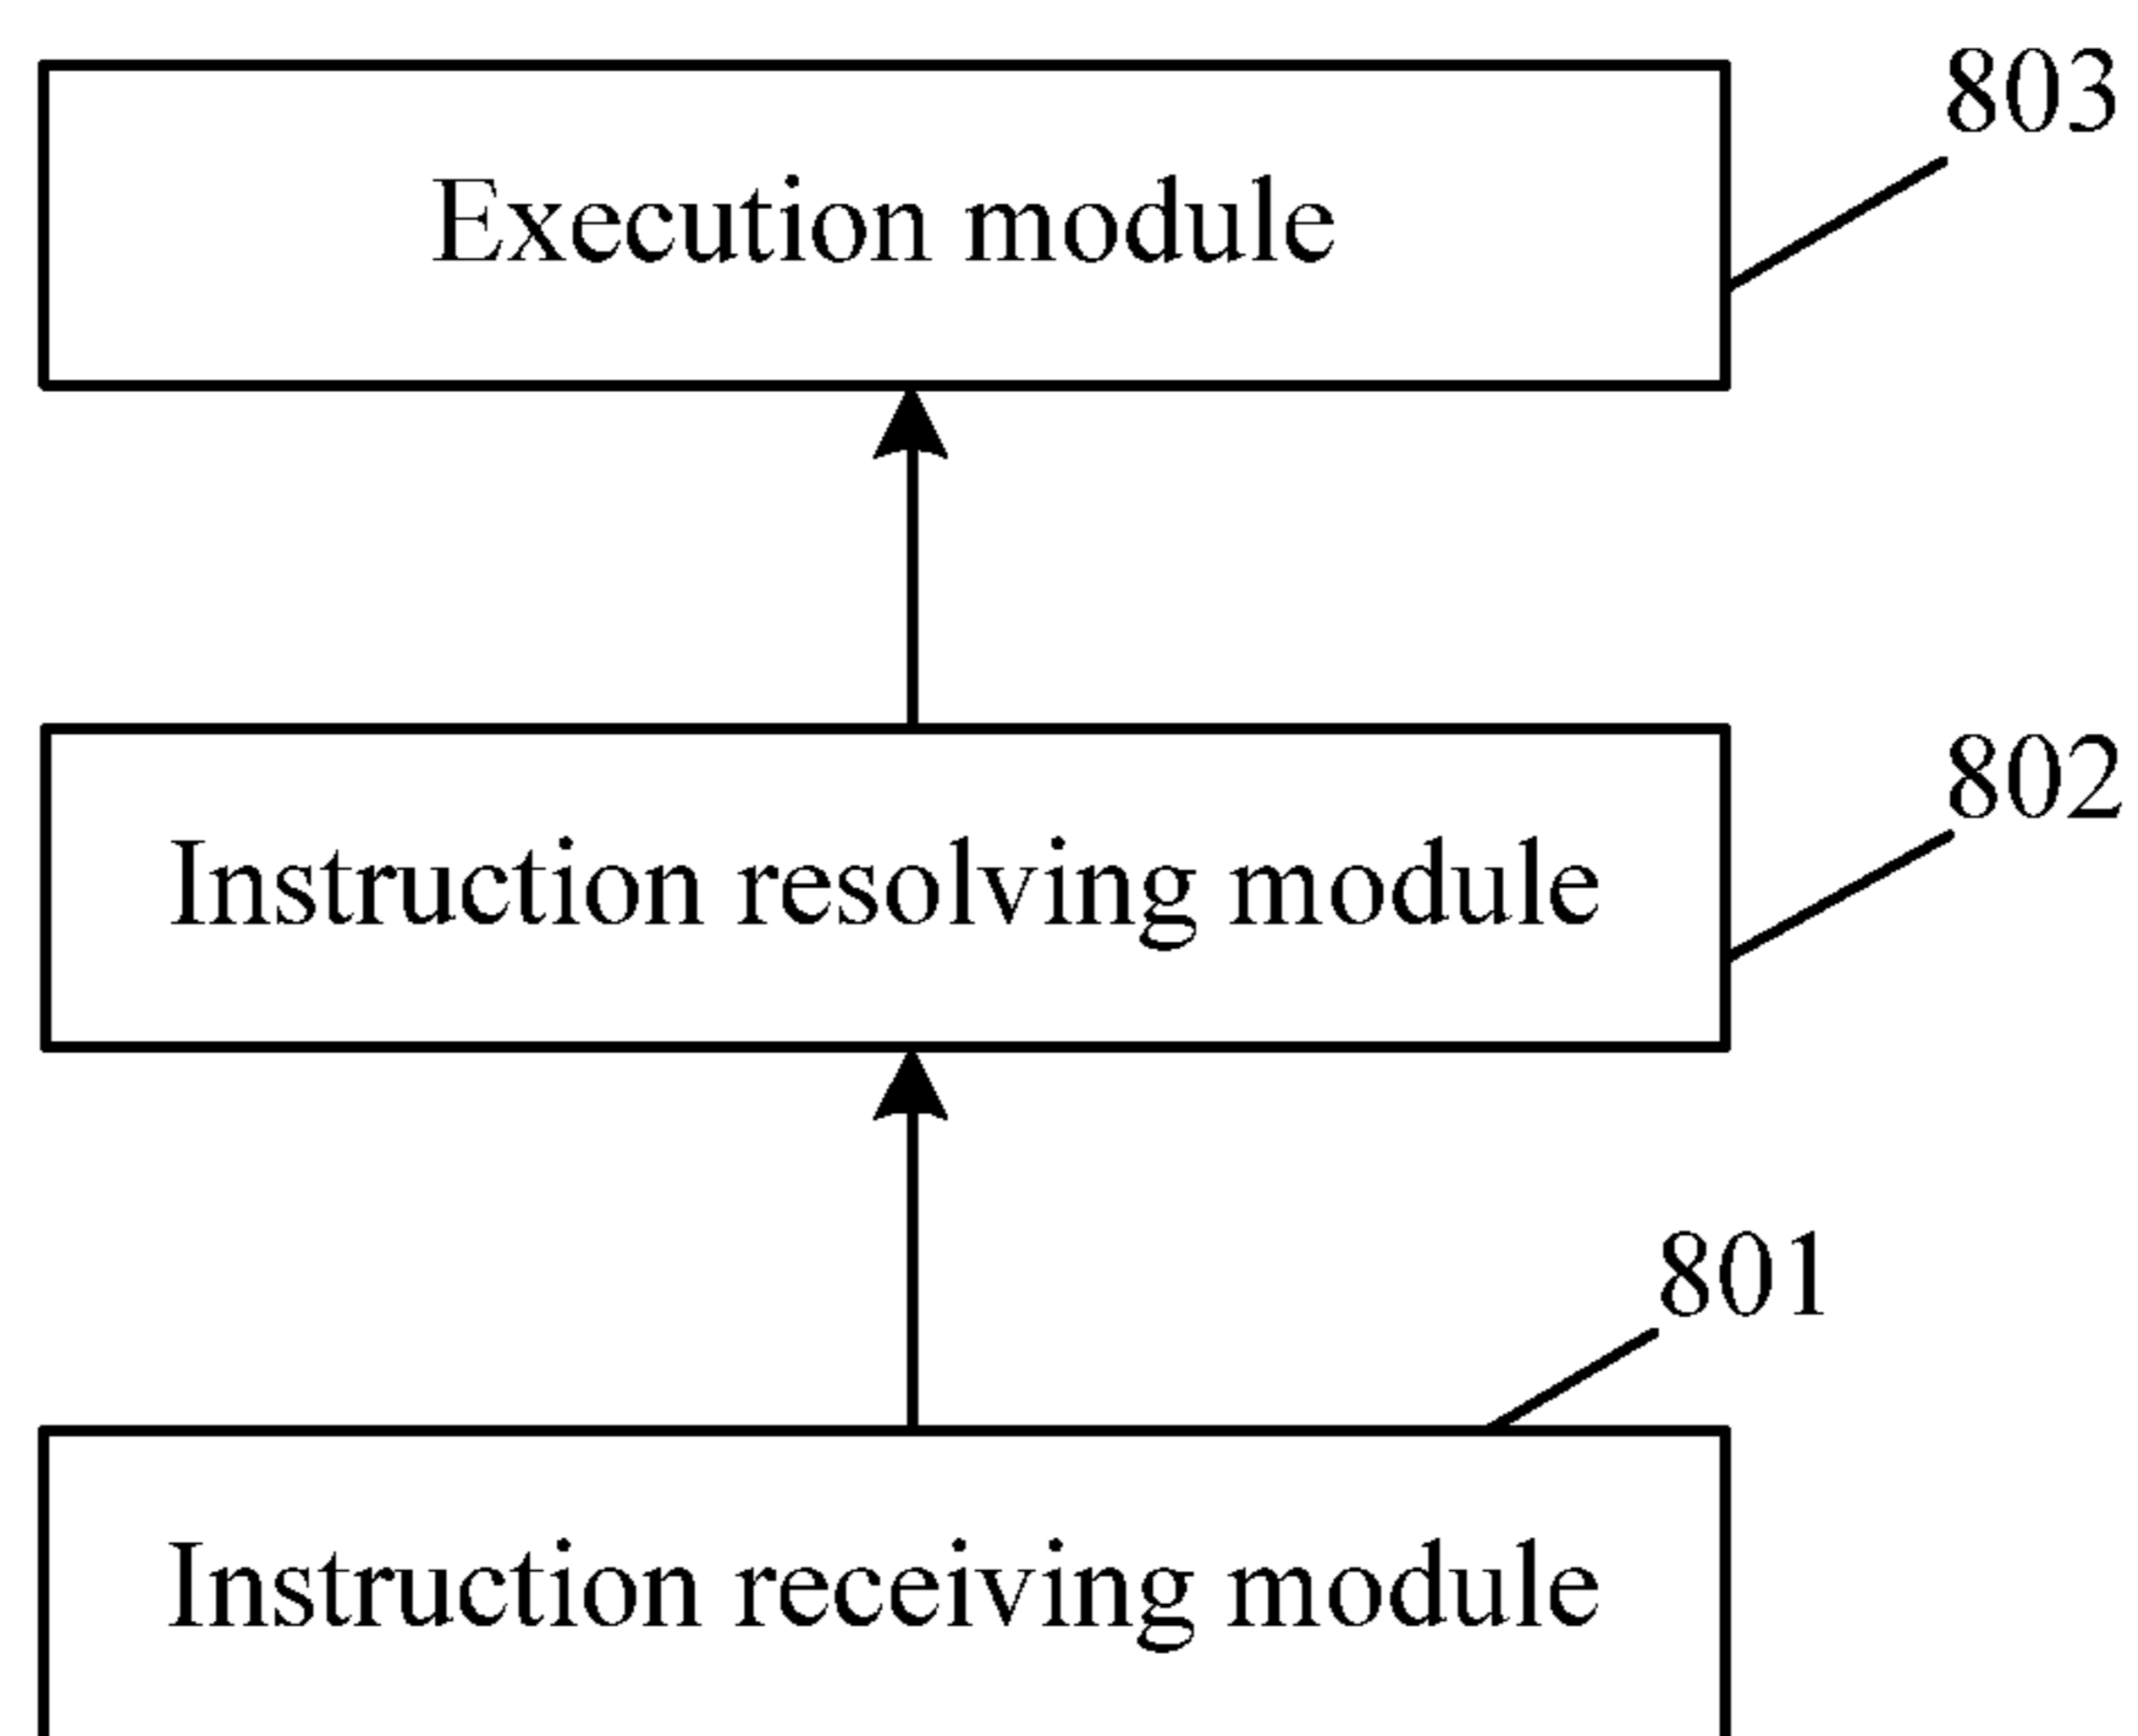 803
Execution module
802
Instruction resolving module
801
Instruction receiving module